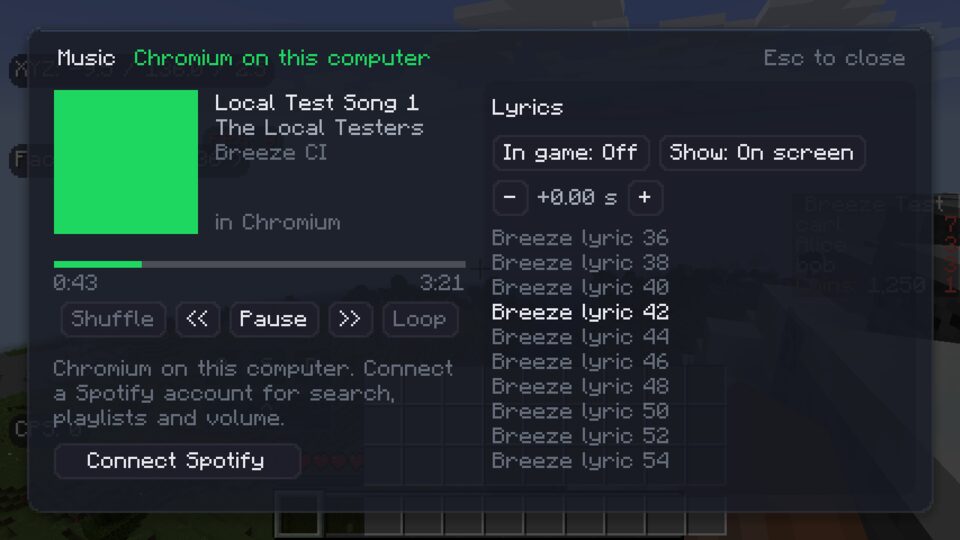 Music Chromium on this computer
Esc to close
Local Test Song 1
The Local Testers
Breeze CI
in Chromium
0:43
3:21
Shuffle << Pause >> Loop
Chromium on this computer. Connect
a Spotify account for search,
playlists and volume.
Connect Spotify
Lyrics
In game: Off Show: On screen
- +0.00 s +
Breeze lyric 36
Breeze lyric 38
Breeze lyric 40
Breeze lyric 42
Breeze lyric 44
Breeze lyric 46
Breeze lyric 48
Breeze lyric 50
Breeze lyric 52
Breeze lyric 54
Breeze Test
carl
bob
Coins: 1,250